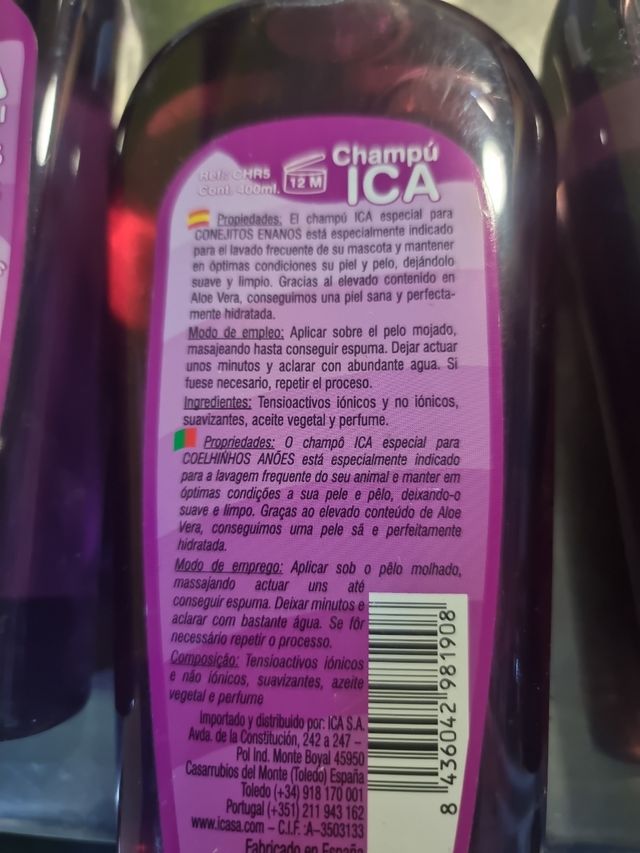 Champú
ICA
Ref.: CHR5
Cont. 400ml.
12 M
Propiedades: El champú ICA especial para
CONEJITOS ENANOS está especialmente indicado
para el lavado frecuente de su mascota y mantener
en óptimas condiciones su piel y pelo, dejándolo
suave y limpio. Gracias al elevado contenido en
Aloe Vera, conseguimos una piel sana y perfecta-
mente hidratada.
Modo de empleo: Aplicar sobre el pelo mojado,
masajeando hasta conseguir espuma. Dejar actuar
unos minutos y aclarar con abundante agua. Si
fuese necesario, repetir el proceso.
Ingredientes: Tensioactivos iónicos y no iónicos,
suavizantes, aceite vegetal y perfume.
Propriedades: O champô ICA especial para
COELHINHOS ANÕES está especialmente indicado
para a lavagem frequente do seu animal e manter em
óptimas condições a sua pele e pêlo, deixando-o
suave e limpo. Graças ao elevado conteúdo de Aloe
Vera, conseguimos uma pele sá e perfeitamente
hidratada.
Modo de emprego: Aplicar sob o pêlo molhado,
massajando actuar uns até
conseguir espuma. Deixar minutos e
aclarar com bastante água. Se fôr
necessário repetir o processo.
Composição: Tensioactivos iónicos
e não iónicos, suavizantes, azeite
vegetal e perfume
Importado y distribuido por: ICA S.A.
Avda. de la Constitución, 242 a 247 –
Pol Ind. Monte Boyal 45950
Casarrubios del Monte (Toledo) España
Toledo (+34) 918 170 001
Portugal (+351) 211 943 162
www.icasa.com – C.I.F. :A-3503133
Fabricado en España
8 436042 981908